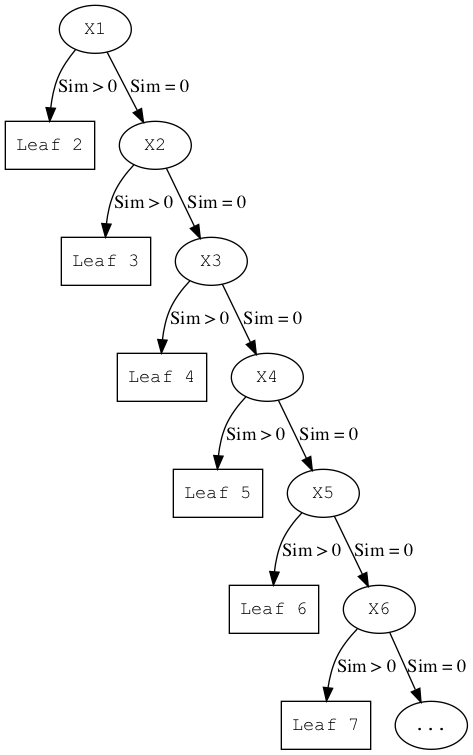 X1
Sim > 0
Sim = 0
Leaf 2
X2
Sim > 0
Sim = 0
Leaf 3
X3
Sim > 0
Sim = 0
Leaf 4
X4
Sim > 0
Sim = 0
Leaf 5
X5
Sim > 0
Sim = 0
Leaf 6
X6
Sim > 0
Sim = 0
Leaf 7
...